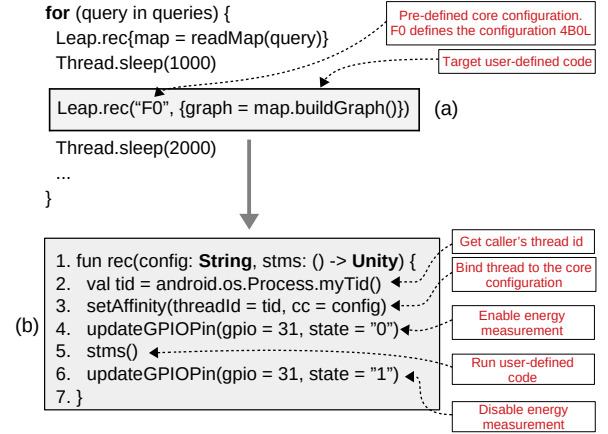 for (query in queries) {
Leap.rec{map = readMap(query)}
Thread.sleep(1000)
Pre-defined core configuration.
F0 defines the configuration 4B0L
Target user-defined code
Leap.rec(“F0”, {graph = map.buildGraph()})
(a)
Thread.sleep(2000)
...
}
(b)
1. fun rec(config: String, stms: () -> Unity) {
2. val tid = android.os.Process.myTid()
3. setAffinity(threadId = tid, cc = config)
4. updateGPIOPin(gpio = 31, state = ”0”)
5. stms()
6. updateGPIOPin(gpio = 31, state = ”1”)
7. }
Get caller’s thread id
Bind thread to the core
configuration
Enable energy
measurement
Run user-defined
code
Disable energy
measurement